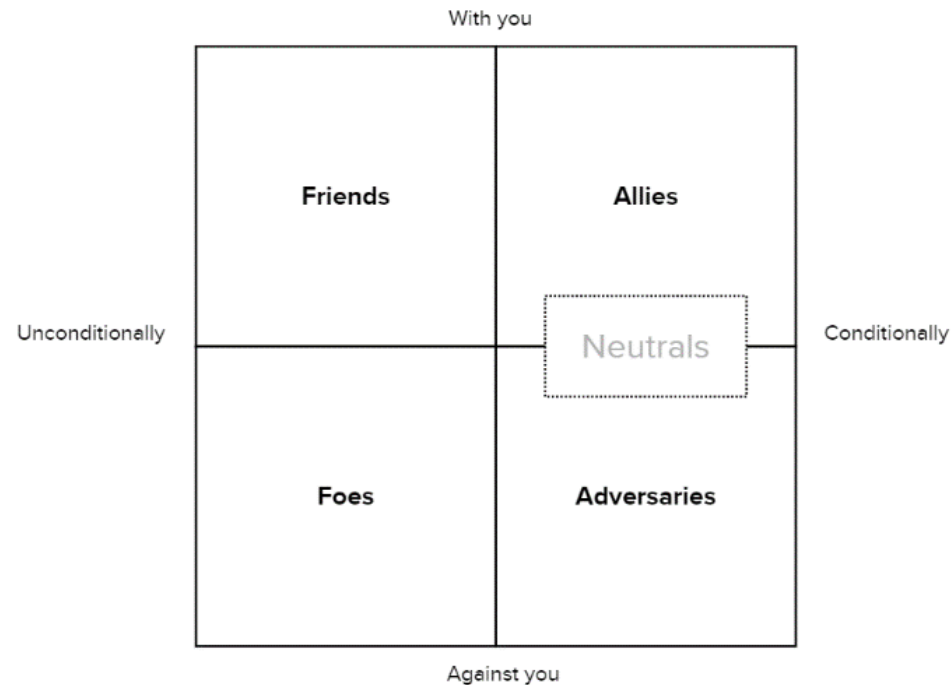 With you
Friends
Allies
Unconditionally
Neutrals
Conditionally
Foes
Adversaries
Against you